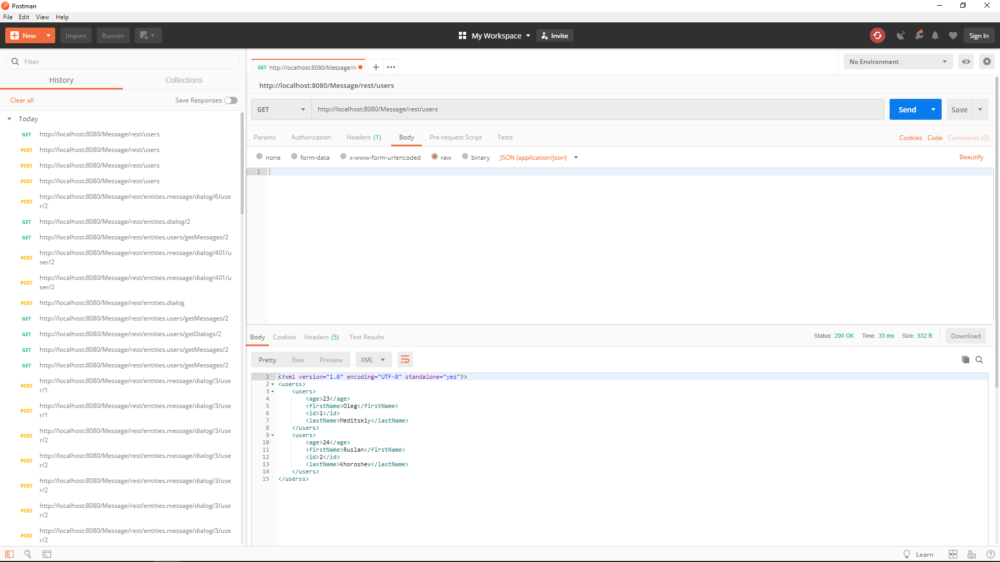 Postman
File Edit View Help
New Import Runner My Workspace Invite Sign In
Filter
History Collections
Clear all Save Responses
Today
GET http://localhost:8080/Message/rest/users
POST http://localhost:8080/Message/rest/users
POST http://localhost:8080/Message/rest/users
POST http://localhost:8080/Message/rest/users
POST http://localhost:8080/Message/rest/entities.message/dialog/6/use
r/2
GET http://localhost:8080/Message/rest/entities.dialog/2
GET http://localhost:8080/Message/rest/entities.users/getMessages/2
POST http://localhost:8080/Message/rest/entities.message/dialog/401/u
ser/2
POST http://localhost:8080/Message/rest/entities.message/dialog/401/u
ser/2
POST http://localhost:8080/Message/rest/entities.dialog
GET http://localhost:8080/Message/rest/entities.users/getMessages/2
GET http://localhost:8080/Message/rest/entities.users/getDialogs/2
GET http://localhost:8080/Message/rest/entities.users/getMessages/2
GET http://localhost:8080/Message/rest/entities.users/getMessages/2
POST http://localhost:8080/Message/rest/entities.message/dialog/3/use
r/1
POST http://localhost:8080/Message/rest/entities.message/dialog/3/use
r/1
POST http://localhost:8080/Message/rest/entities.message/dialog/3/use
r/2
POST http://localhost:8080/Message/rest/entities.message/dialog/3/use
r/2
POST http://localhost:8080/Message/rest/entities.message/dialog/3/use
r/2
POST http://localhost:8080/Message/rest/entities.message/dialog/3/use
r/2
POST http://localhost:8080/Message/rest/entities.message/dialog/3/use
r/2
GET http://localhost:8080/Message/re
No Environment
http://localhost:8080/Message/rest/users
GET http://localhost:8080/Message/rest/users Send Save
Params Authorization Headers (1) Body Pre-request Script Tests Cookies Code Comments (0)
none form-data x-www-form-urlencoded raw binary JSON (application/json) Beautify
1
Body Cookies Headers (5) Test Results Status: 200 OK Time: 33 ms Size: 532 B Download
Pretty Raw Preview XML
1 <?xml version="1.0" encoding="UTF-8" standalone="yes"?>
2 <userss>
3 <users>
4 <age>23</age>
5 <firstName>Oleg</firstName>
6 <id>1</id>
7 <lastName>Meditskiy</lastName>
8 </users>
9 <users>
10 <age>24</age>
11 <firstName>Ruslan</firstName>
12 <id>2</id>
13 <lastName>Khoroshev</lastName>
14 </users>
15 </userss>
Learn